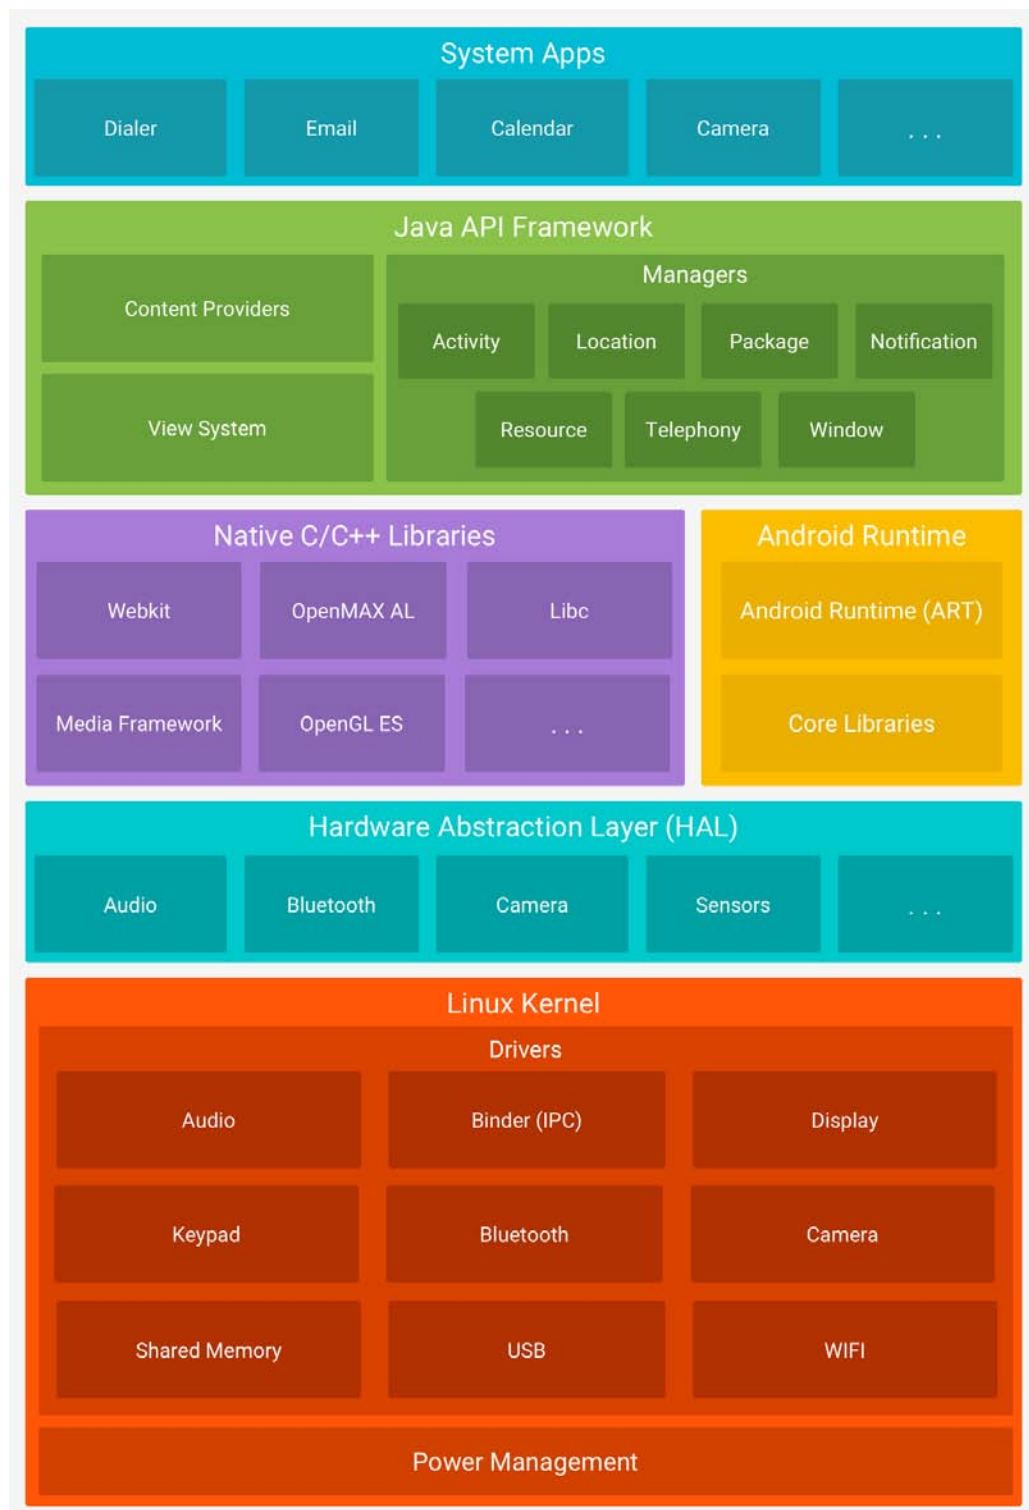 System Apps
Dialer
Email
Calendar
Camera
. . .
Java API Framework
Content Providers
View System
Managers
Activity
Location
Package
Notification
Resource
Telephony
Window
Native C/C++ Libraries
Webkit
OpenMAX AL
Libc
Media Framework
OpenGL ES
. . .
Android Runtime
Android Runtime (ART)
Core Libraries
Hardware Abstraction Layer (HAL)
Audio
Bluetooth
Camera
Sensors
. . .
Linux Kernel
Drivers
Audio
Binder (IPC)
Display
Keypad
Bluetooth
Camera
Shared Memory
USB
WIFI
Power Management